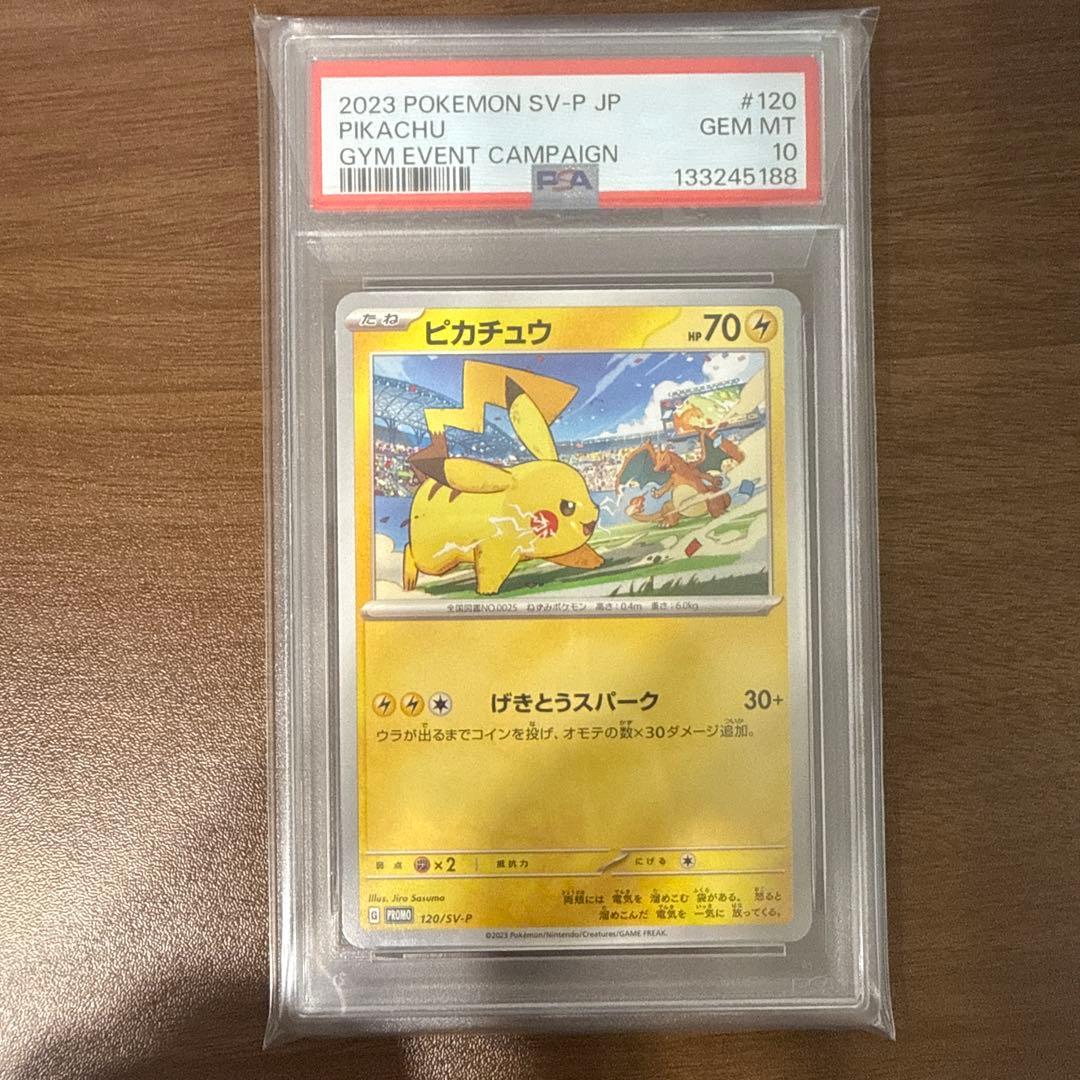 2023 POKEMON SV-P JP #120
PIKACHU GEM MT
GYM EVENT CAMPAIGN 10
PSA 133245188
たね ピカチュウ HP70
全国図鑑NO.0025 ねずみポケモン 高さ:0.4m 重さ:6.0kg
げきとうスパーク 30+
ウラが出るまでコインを投げ、オモテの数×30ダメージ追加。
弱点 ×2 抵抗力 にげる
Illus. Jiro Sasumo
両頬には 電気を 溜めこむ 袋がある。 怒ると
溜めこんだ 電気を 一気に 放ってくる。
G PROMO 120/SV-P
©2023 Pokémon/Nintendo/Creatures/GAME FREAK.